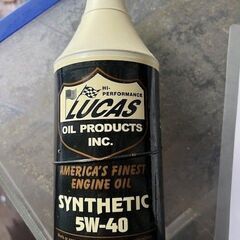 HI-
PERFORMANCE
LUCAS
OIL PRODUCTS
INC.
AMERICA'S FINEST
ENGINE OIL
SYNTHETIC
5W-40